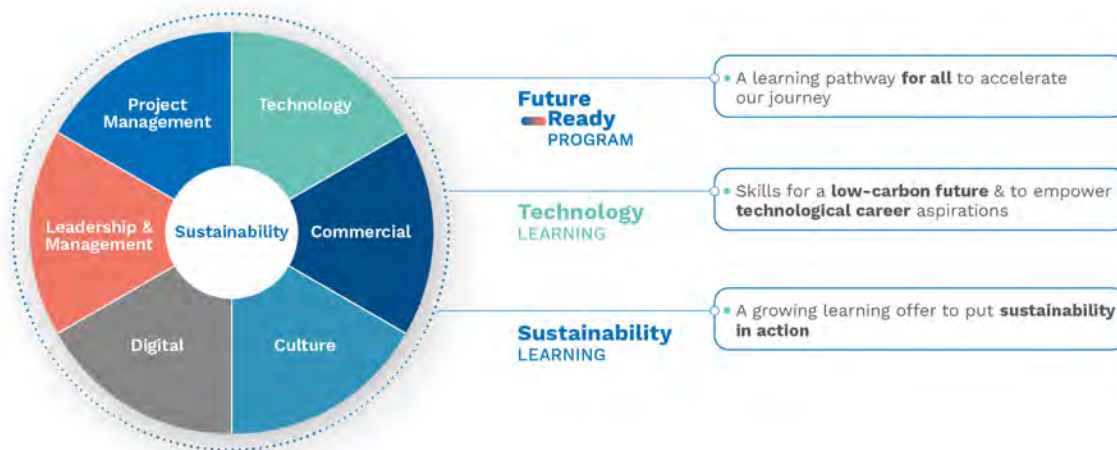 Project
Management
Technology
Leadership &
Management
Sustainability
Commercial
Digital
Culture
Future
Ready
PROGRAM
• A learning pathway for all to accelerate
our journey
Technology
LEARNING
• Skills for a low-carbon future & to empower
technological career aspirations
Sustainability
LEARNING
• A growing learning offer to put sustainability
in action